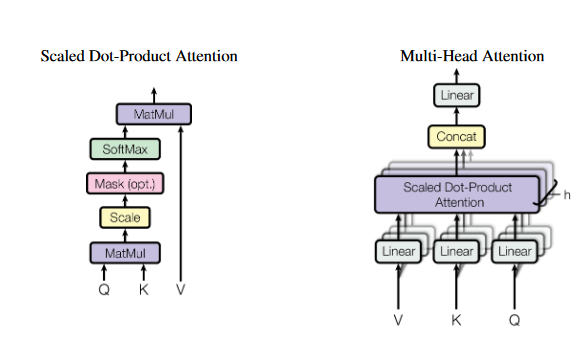 Scaled Dot-Product Attention
MatMul
SoftMax
Mask (opt.)
Scale
MatMul
Q K V
Multi-Head Attention
Linear
Concat
Scaled Dot-Product
Attention
h
Linear Linear Linear
V K Q